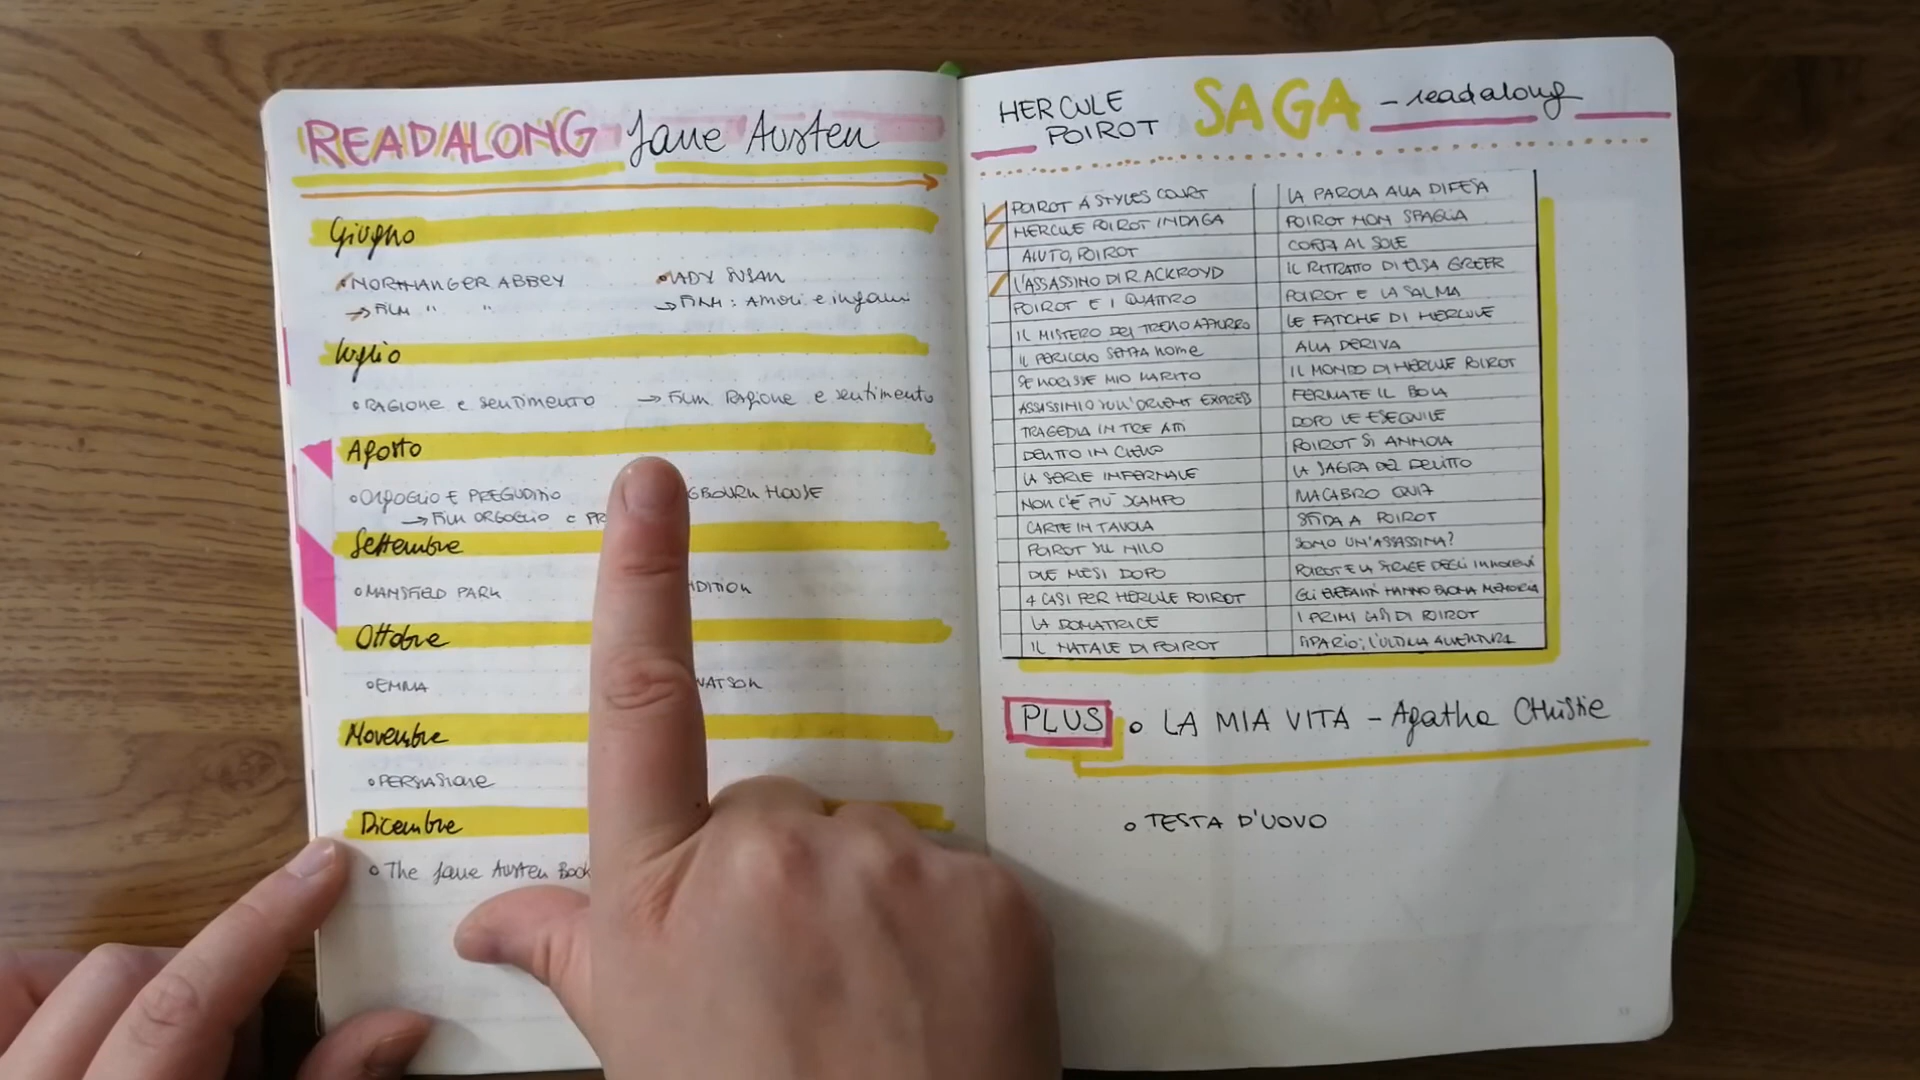 READALONG Jane Austen
Giugno
NORTHANGER ABBEY
LADY SUSAN
→ FILM " "
→ FILM: Amori e inganni
luglio
RAGIONE e sentimento → FILM Ragione e sentimento
Agosto
ORGOGLIO E PREGIUDIZIO
GBOURN HOUSE
→ FILM ORGOGLIO e PR
Settembre
MANSFIELD PARK
DITION
Ottobre
EMMA
WATSON
Novembre
PERSUASIONE
Dicembre
The Jane Austen Book
HERCULE POIROT SAGA - readalong
POIROT A STYLES COURT
HERCULE POIROT INDAGA
AIUTO, POIROT
L'ASSASSINO DI R. ACKROYD
POIROT E I QUATTRO
IL MISTERO DEL TRENO AZZURRO
IL PERICOLO SENZA NOME
SE MORISSE MIO MARITO
ASSASSINIO SULL'ORIENT EXPRESS
TRAGEDIA IN TRE ATTI
DELITTO IN CIELO
LA SERIE INFERNALE
NON C'È PIÙ SCAMPO
CARTE IN TAVOLA
POIROT SUL NILO
DUE MESI DOPO
4 CASI PER HERCULE POIROT
LA DOMATRICE
IL NATALE DI POIROT
LA PAROLA ALLA DIFESA
POIROT NON SBAGLIA
CORPI AL SOLE
IL RITRATTO DI ELSA GREER
POIROT E LA SALMA
LE FATICHE DI HERCULE
ALLA DERIVA
IL MONDO DI HERCULE POIROT
FERMATE IL BOIA
DOPO LE ESEQUIE
POIROT SI ANNOIA
LA SAGRA DEL DELITTO
MACABRO QUIZ
SFIDA A POIROT
SONO UN'ASSASSINA?
POIROT E LA STRAGE DEGLI INNOCENTI
GLI ELEFANTI HANNO BUONA MEMORIA
I PRIMI CASI DI POIROT
SIPARIO: L'ULTIMA AVVENTURA
PLUS LA MIA VITA - Agatha CHRistie
TESTA D'UOVO